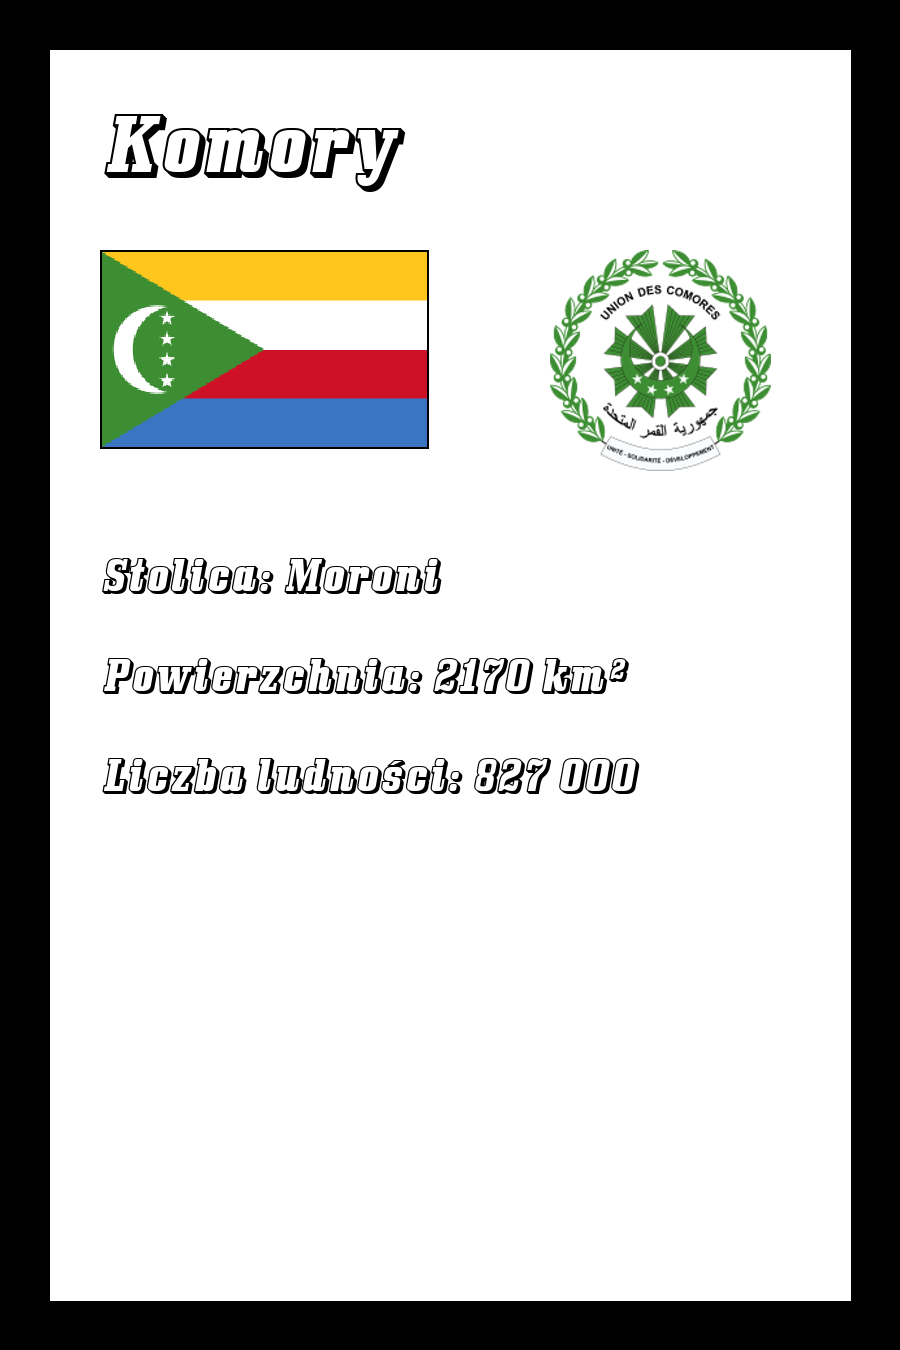 Komory
UNION DES COMORES
جمهورية القمر المتحدة
UNITÉ - SOLIDARITÉ - DÉVELOPPEMENT
Stolica: Moroni
Powierzchnia: 2170 km²
Liczba ludności: 827 000